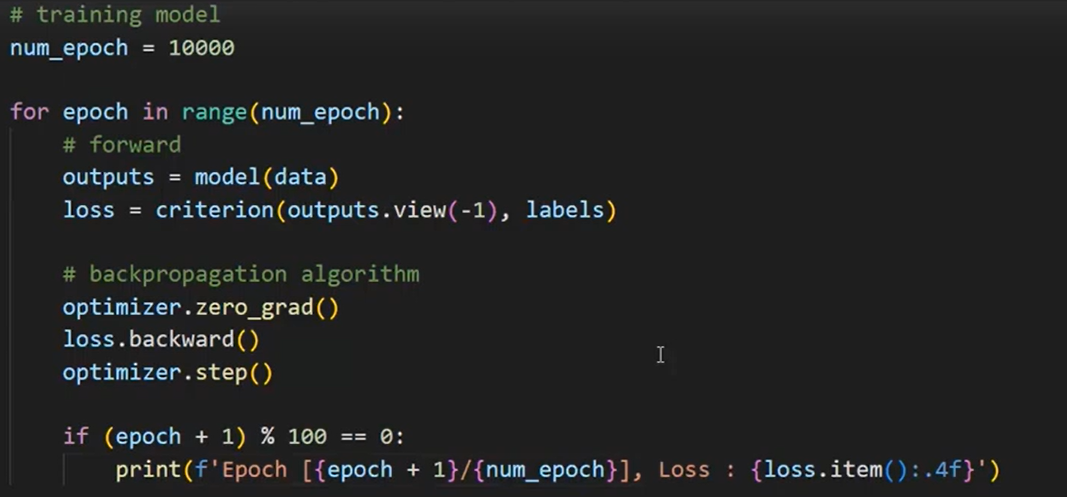 # training model
num_epoch = 10000
for epoch in range(num_epoch):
# forward
outputs = model(data)
loss = criterion(outputs.view(-1), labels)
# backpropagation algorithm
optimizer.zero_grad()
loss.backward()
optimizer.step()
if (epoch + 1) % 100 == 0:
print(f'Epoch [{epoch + 1}/{num_epoch}], Loss : {loss.item():.4f}')